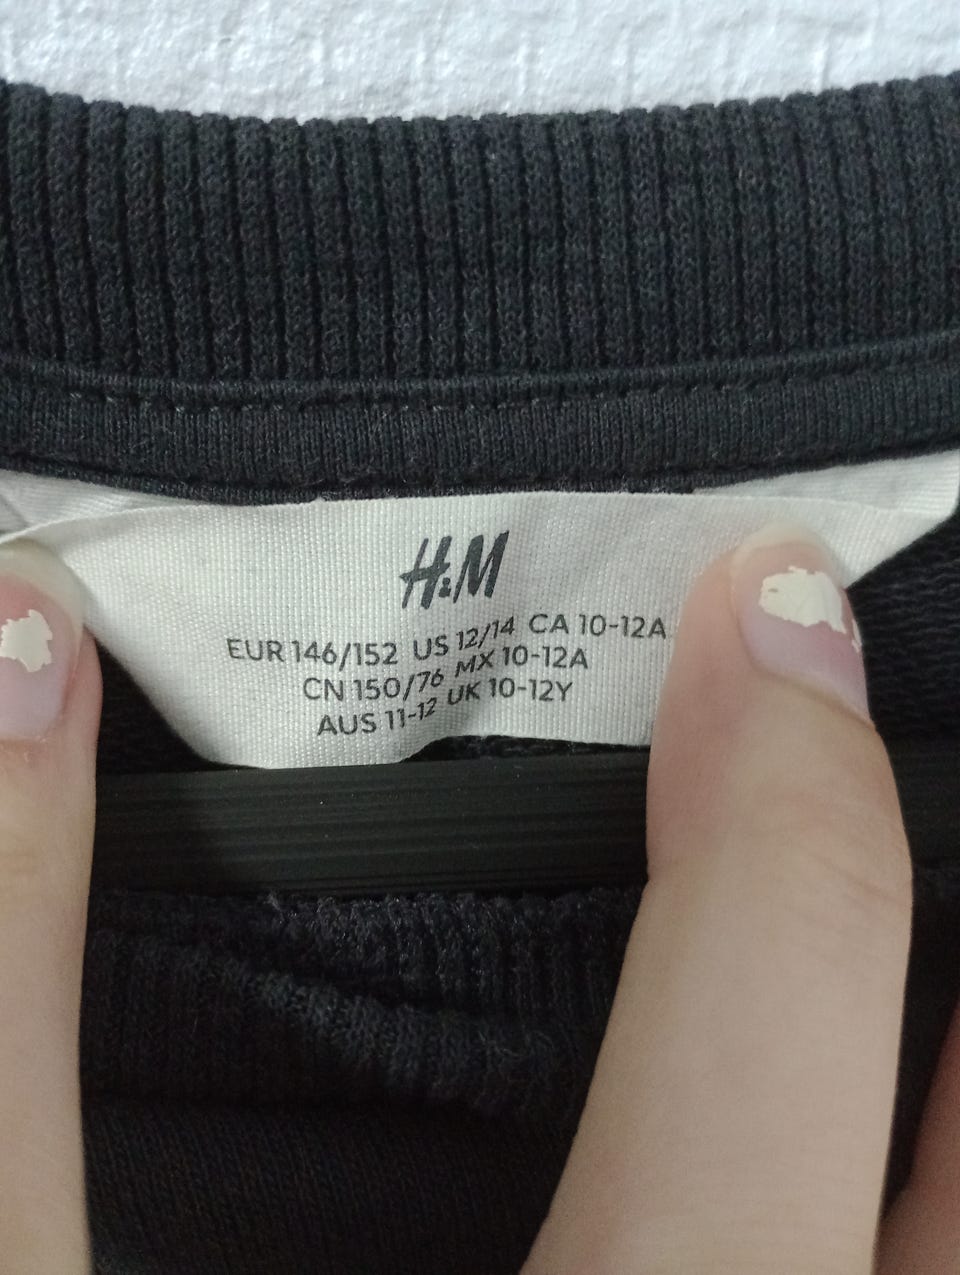 H&M
EUR 146/152 US 12/14 CA 10-12A
CN 150/76 MX 10-12A
AUS 11-12 UK 10-12Y